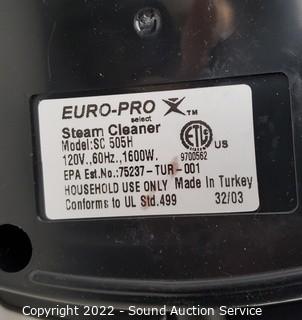 EURO-PRO X ™
select
Steam Cleaner
Model:SC 505H
120V.,60Hz.,1600W.
EPA Est.No.:75237-TUR-001
HOUSEHOLD USE ONLY Made In Turkey
Conforms to UL Std.499 32/03
ETL US
9700562
Copyright 2022 - Sound Auction Service